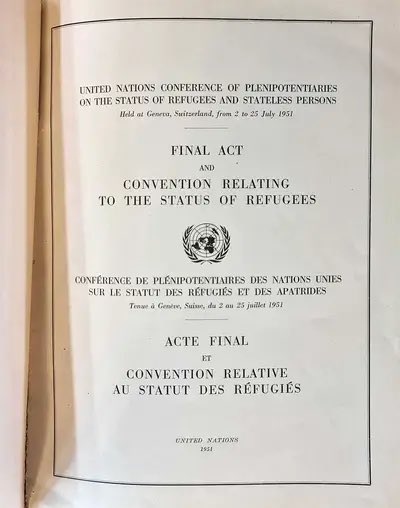 UNITED NATIONS CONFERENCE OF PLENIPOTENTIARIES
ON THE STATUS OF REFUGEES AND STATELESS PERSONS
Held at Geneva, Switzerland, from 2 to 25 July 1951
FINAL ACT
AND
CONVENTION RELATING
TO THE STATUS OF REFUGEES
CONFÉRENCE DE PLÉNIPOTENTIAIRES DES NATIONS UNIES
SUR LE STATUT DES RÉFUGIÉS ET DES APATRIDES
Tenue à Genève, Suisse, du 2 au 25 juillet 1951
ACTE FINAL
ET
CONVENTION RELATIVE
AU STATUT DES RÉFUGIÉS
UNITED NATIONS
1951